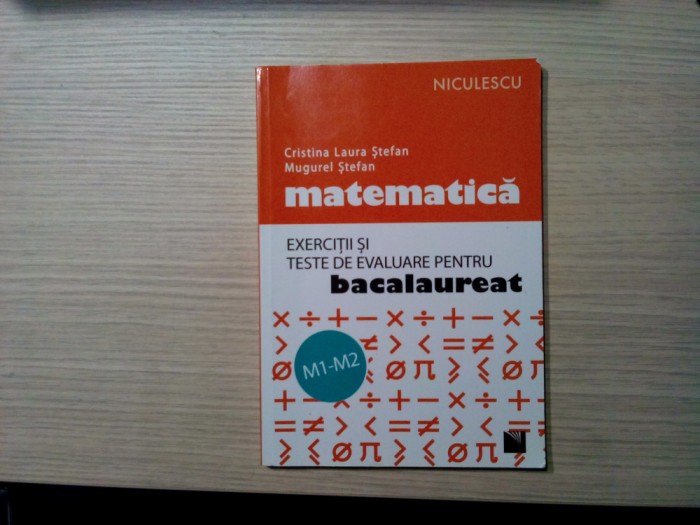 NICULESCU
Cristina Laura Ștefan
Mugurel Ștefan
matematică
EXERCIȚII ȘI
TESTE DE EVALUARE PENTRU
bacalaureat
× ÷ + − × ÷ + − ×
> < = ≠ >
M1-M2
+ − × ÷ + − × ÷ +
= ≠ > < = ≠ > < =